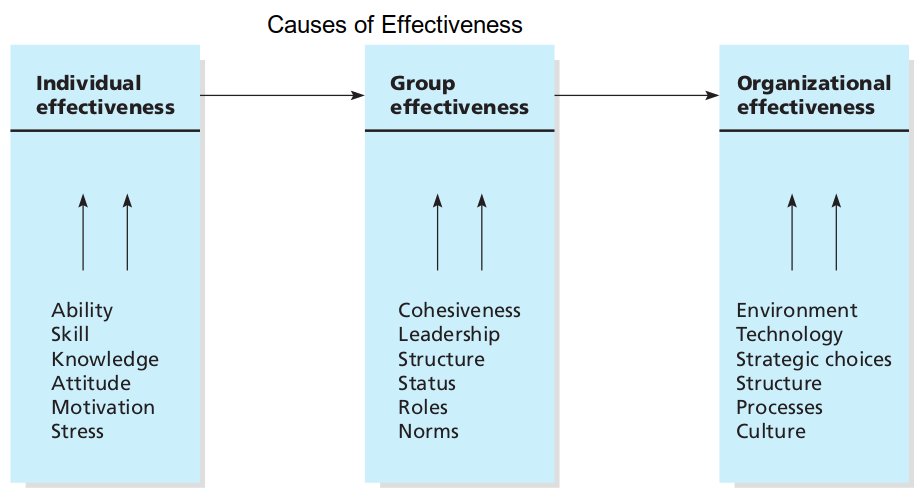 Causes of Effectiveness
Individual
effectiveness
Ability
Skill
Knowledge
Attitude
Motivation
Stress
Group
effectiveness
Cohesiveness
Leadership
Structure
Status
Roles
Norms
Organizational
effectiveness
Environment
Technology
Strategic choices
Structure
Processes
Culture